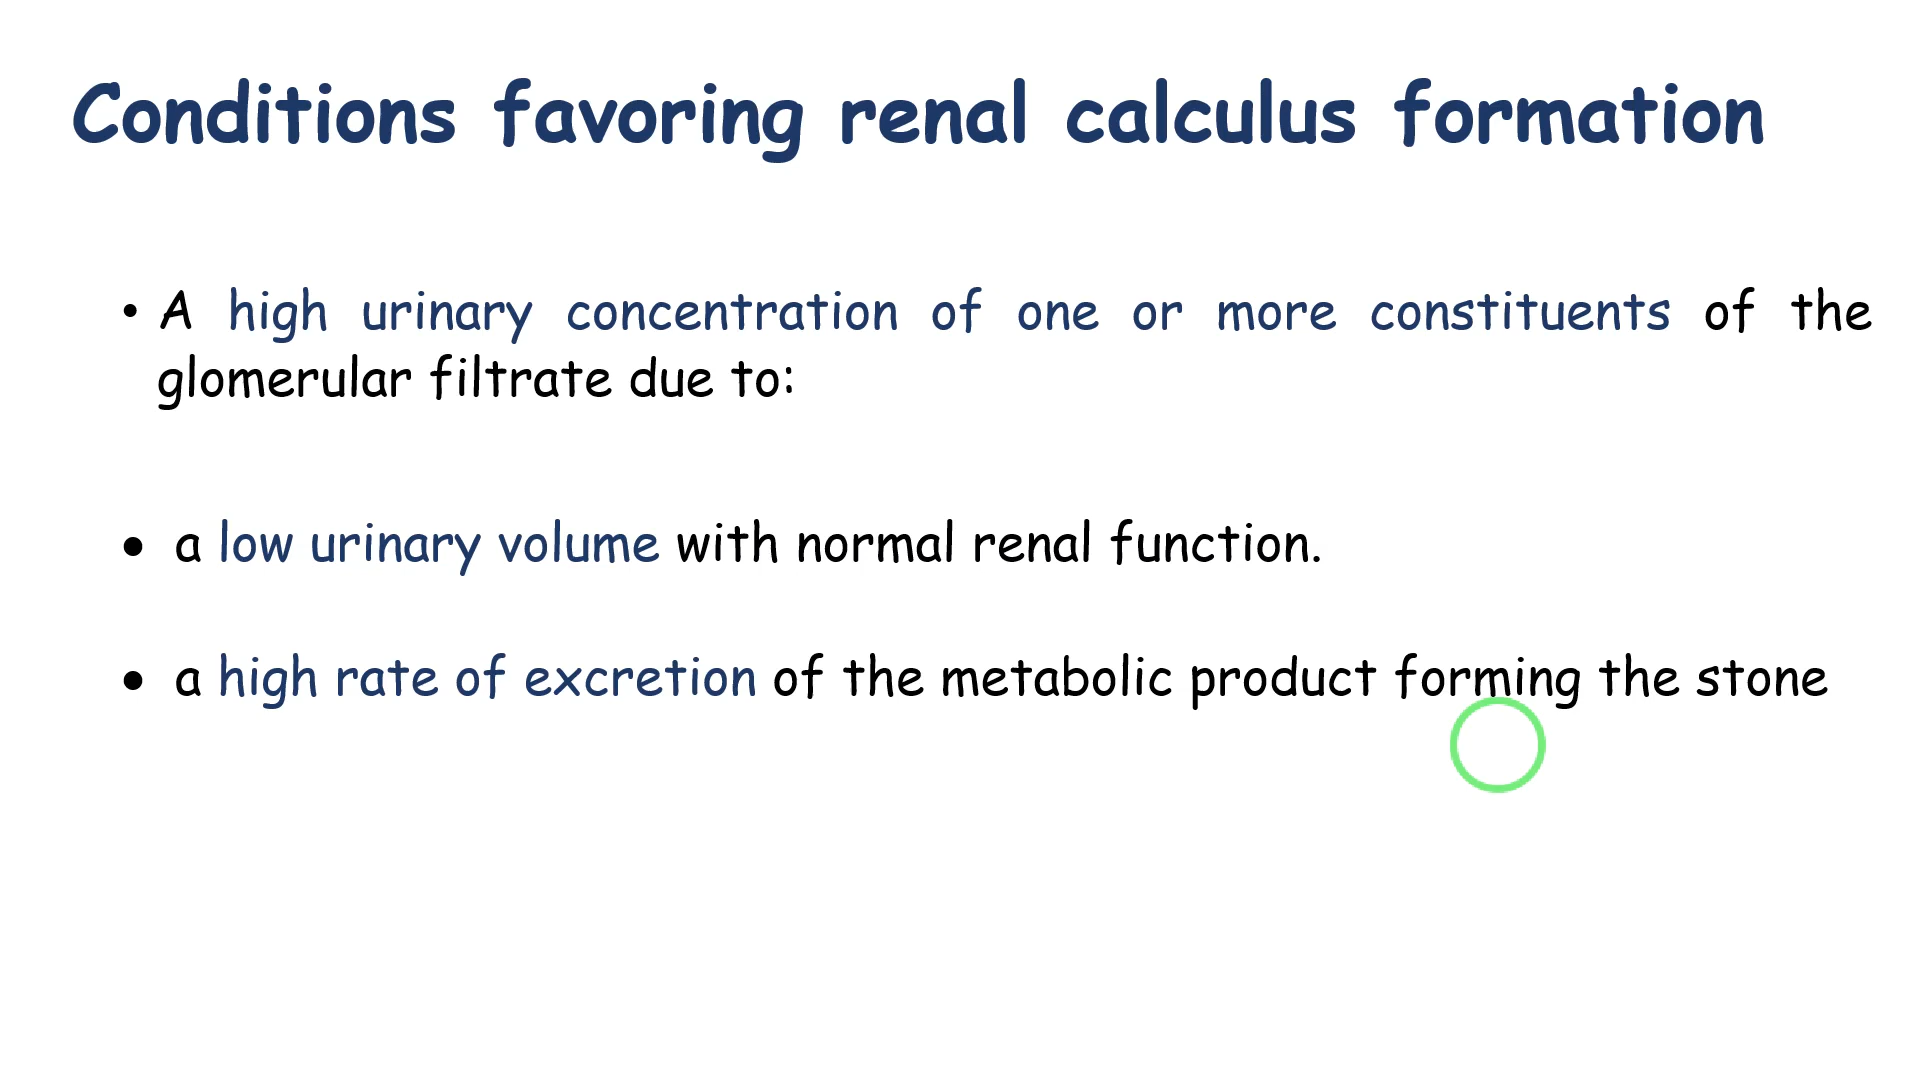 Conditions favoring renal calculus formation
• A high urinary concentration of one or more constituents of the
glomerular filtrate due to:
• a low urinary volume with normal renal function.
• a high rate of excretion of the metabolic product forming the stone